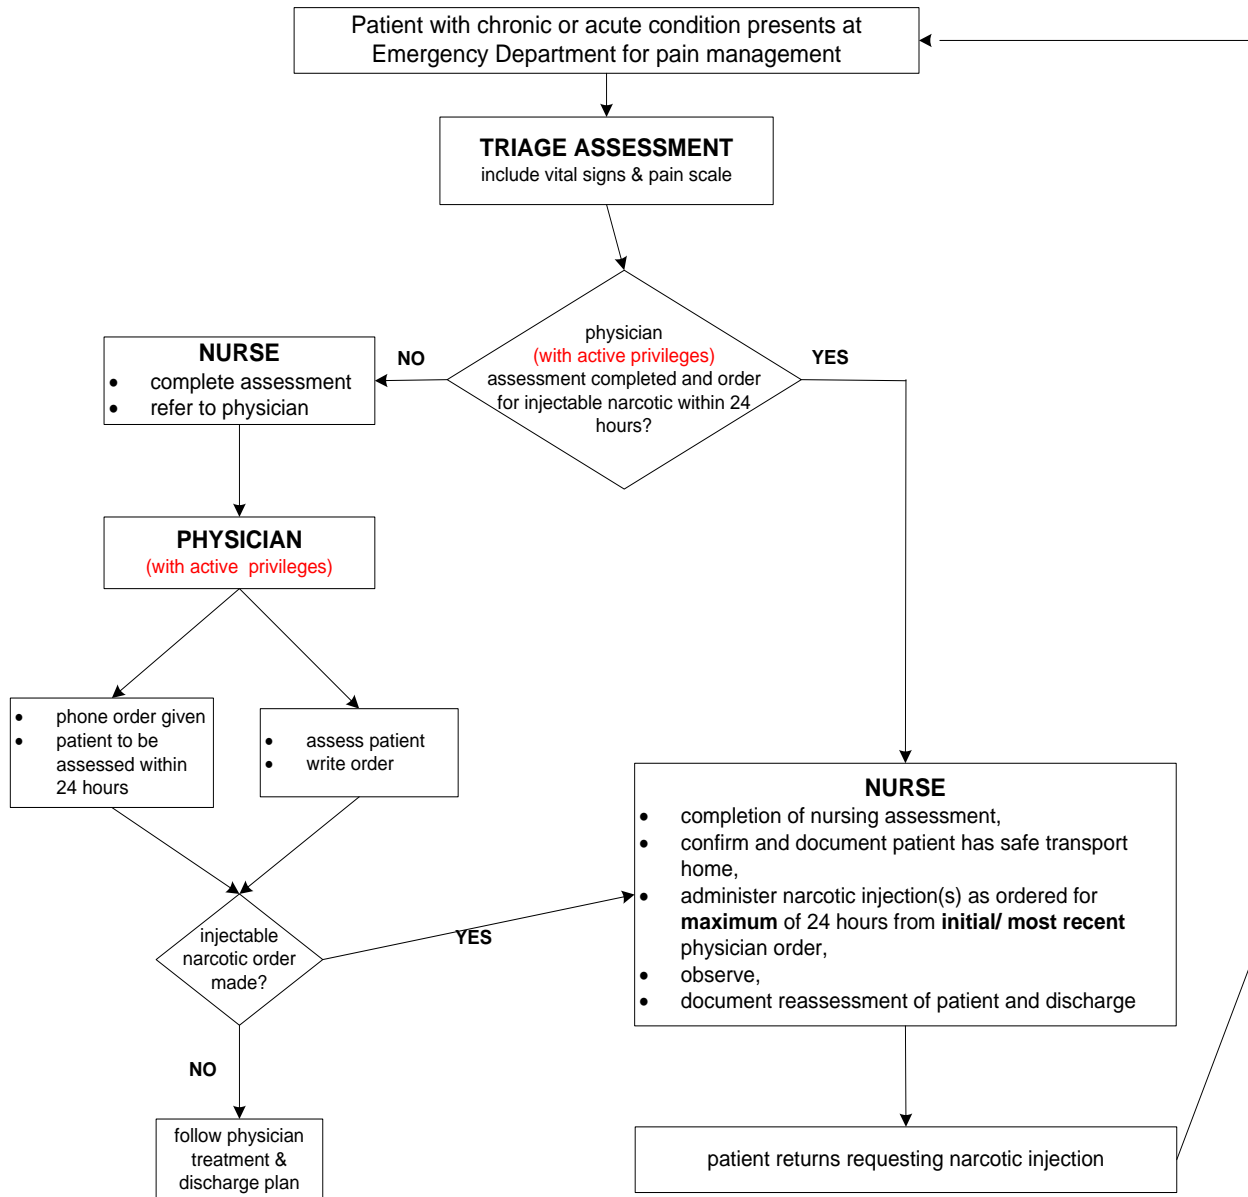 Patient with chronic or acute condition presents at
Emergency Department for pain management
TRIAGE ASSESSMENT
include vital signs & pain scale
physician
(with active privileges)
assessment completed and order
for injectable narcotic within 24
hours?
NO
YES
NURSE
• complete assessment
• refer to physician
PHYSICIAN
(with active privileges)
• phone order given
• patient to be
assessed within
24 hours
• assess patient
• write order
injectable
narcotic order
made?
YES
NO
follow physician
treatment &
discharge plan
NURSE
• completion of nursing assessment,
• confirm and document patient has safe transport
home,
• administer narcotic injection(s) as ordered for
maximum of 24 hours from initial/ most recent
physician order,
• observe,
• document reassessment of patient and discharge
patient returns requesting narcotic injection